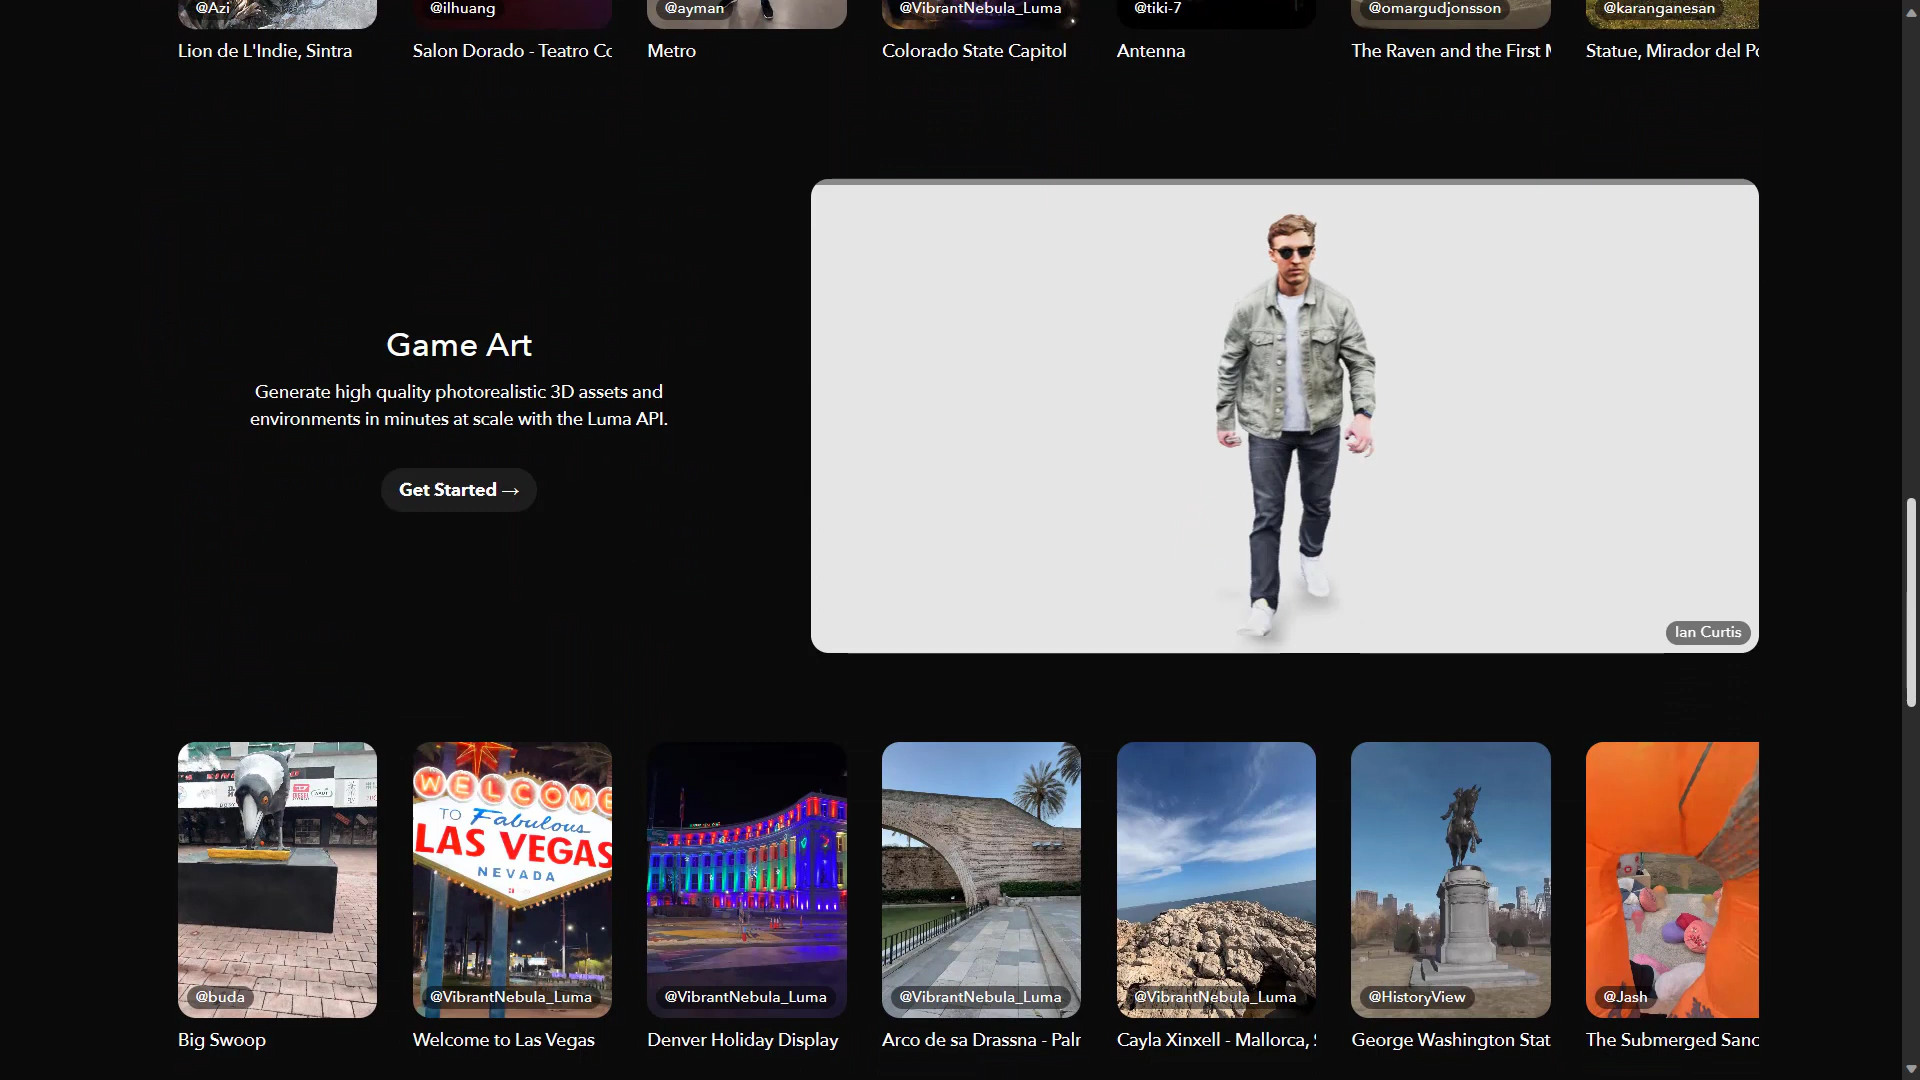 @Azi
@ilhuang
@ayman
@VibrantNebula_Luma
@tiki-7
@omargudjonsson
@karanganesan
Lion de L'Indie, Sintra
Salon Dorado - Teatro Co
Metro
Colorado State Capitol
Antenna
The Raven and the First M
Statue, Mirador del Po
Game Art
Generate high quality photorealistic 3D assets and
environments in minutes at scale with the Luma API.
Get Started →
Ian Curtis
WELCOME
TO Fabulous
LAS VEGAS
NEVADA
@buda
@VibrantNebula_Luma
@VibrantNebula_Luma
@VibrantNebula_Luma
@VibrantNebula_Luma
@HistoryView
@Jash
Big Swoop
Welcome to Las Vegas
Denver Holiday Display
Arco de sa Drassna - Palr
Cayla Xinxell - Mallorca, S
George Washington Stat
The Submerged Sanc